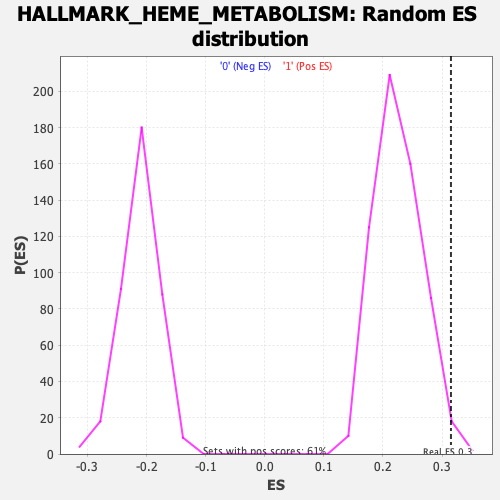 HALLMARK_HEME_METABOLISM: Random ES
distribution
'0' (Neg ES) '1' (Pos ES)
200
180
160
140
120
100
80
60
40
20
0
P(ES)
Sets with pos scores: 61%
Real ES 0.3
-0.3 -0.2 -0.1 0.0 0.1 0.2 0.3
ES